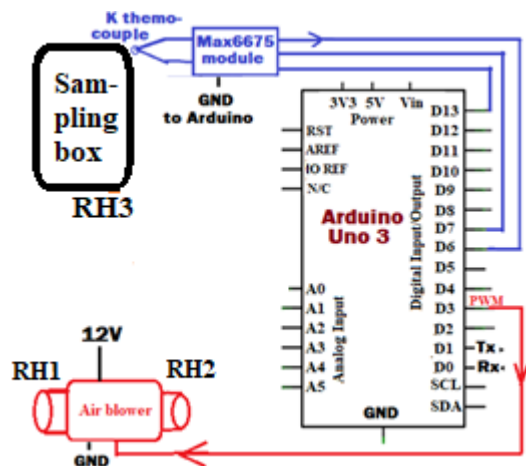 K themo-
couple
Max6675
module
GND
to Arduino
Sam-
pling
box
RH3
3V3 5V Vin
Power
RST
AREF
IO REF
N/C
Arduino
Uno 3
Digital Input/Output
D13
D12
D11
D10
D9
D8
D7
D6
D5
D4
D3
D2
D1
D0
SCL
SDA
PWM
Tx
Rx
A0
A1
A2
A3
A4
A5
Analog Input
GND
12V
RH1
RH2
Air blower
GND